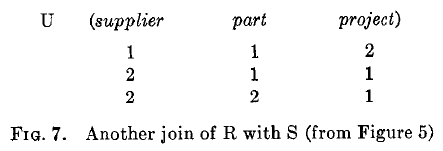 U (supplier part project)
1 1 2
2 1 1
2 2 1
FIG. 7. Another join of R with S (from Figure 5)